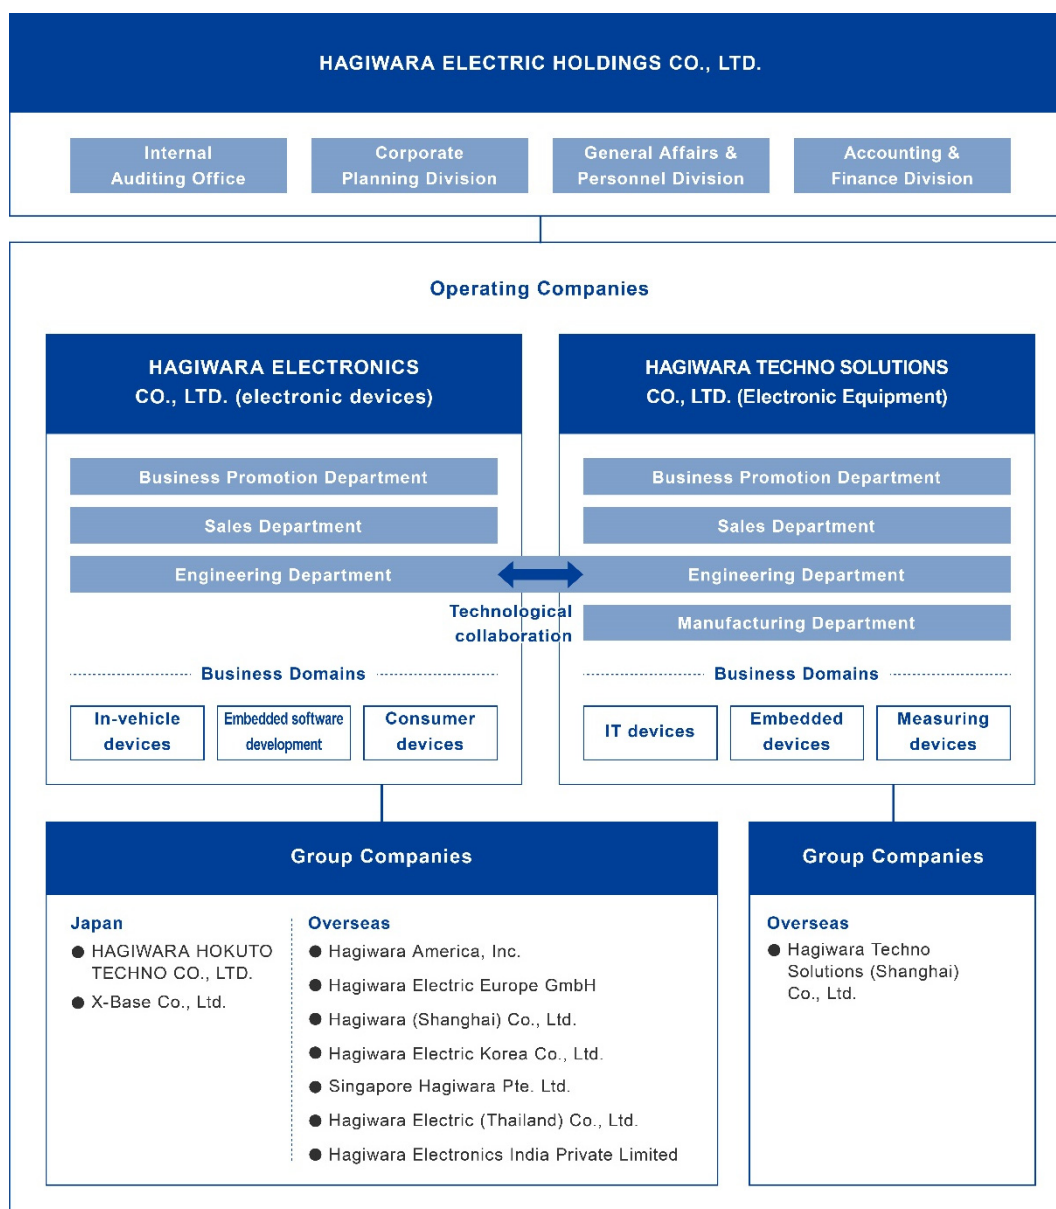 HAGIWARA ELECTRIC HOLDINGS CO., LTD.
Internal
Auditing Office
Corporate
Planning Division
General Affairs &
Personnel Division
Accounting &
Finance Division
Operating Companies
HAGIWARA ELECTRONICS
CO., LTD. (electronic devices)
Business Promotion Department
Sales Department
Engineering Department
HAGIWARA TECHNO SOLUTIONS
CO., LTD. (Electronic Equipment)
Business Promotion Department
Sales Department
Engineering Department
Manufacturing Department
Technological
collaboration
Business Domains
In-vehicle
devices
Embedded software
development
Consumer
devices
Business Domains
IT devices
Embedded
devices
Measuring
devices
Group Companies
Japan
● HAGIWARA HOKUTO
TECHNO CO., LTD.
● X-Base Co., Ltd.
Overseas
● Hagiwara America, Inc.
● Hagiwara Electric Europe GmbH
● Hagiwara (Shanghai) Co., Ltd.
● Hagiwara Electric Korea Co., Ltd.
● Singapore Hagiwara Pte. Ltd.
● Hagiwara Electric (Thailand) Co., Ltd.
● Hagiwara Electronics India Private Limited
Group Companies
Overseas
● Hagiwara Techno
Solutions (Shanghai)
Co., Ltd.